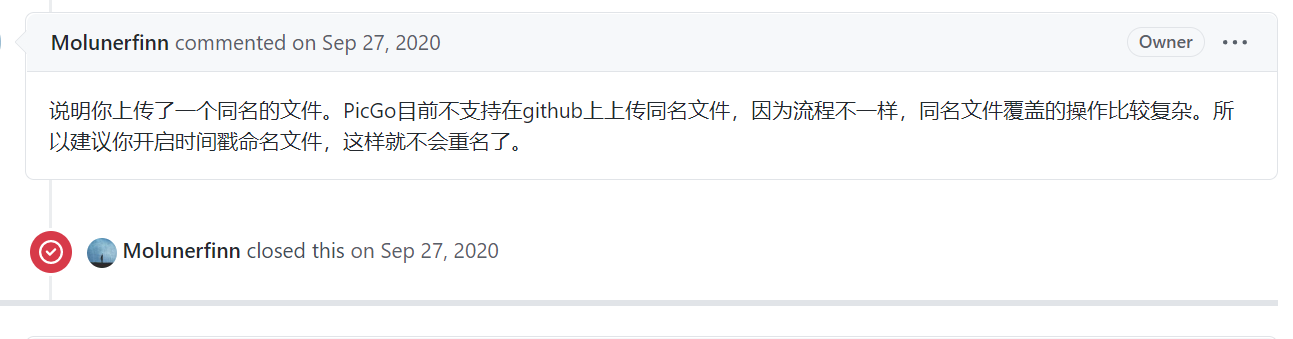 Molunerfinn commented on Sep 27, 2020 Owner
说明你上传了一个同名的文件。PicGo目前不支持在github上上传同名文件，因为流程不一样，同名文件覆盖的操作比较复杂。所
以建议你开启时间戳命名文件，这样就不会重名了。
Molunerfinn closed this on Sep 27, 2020